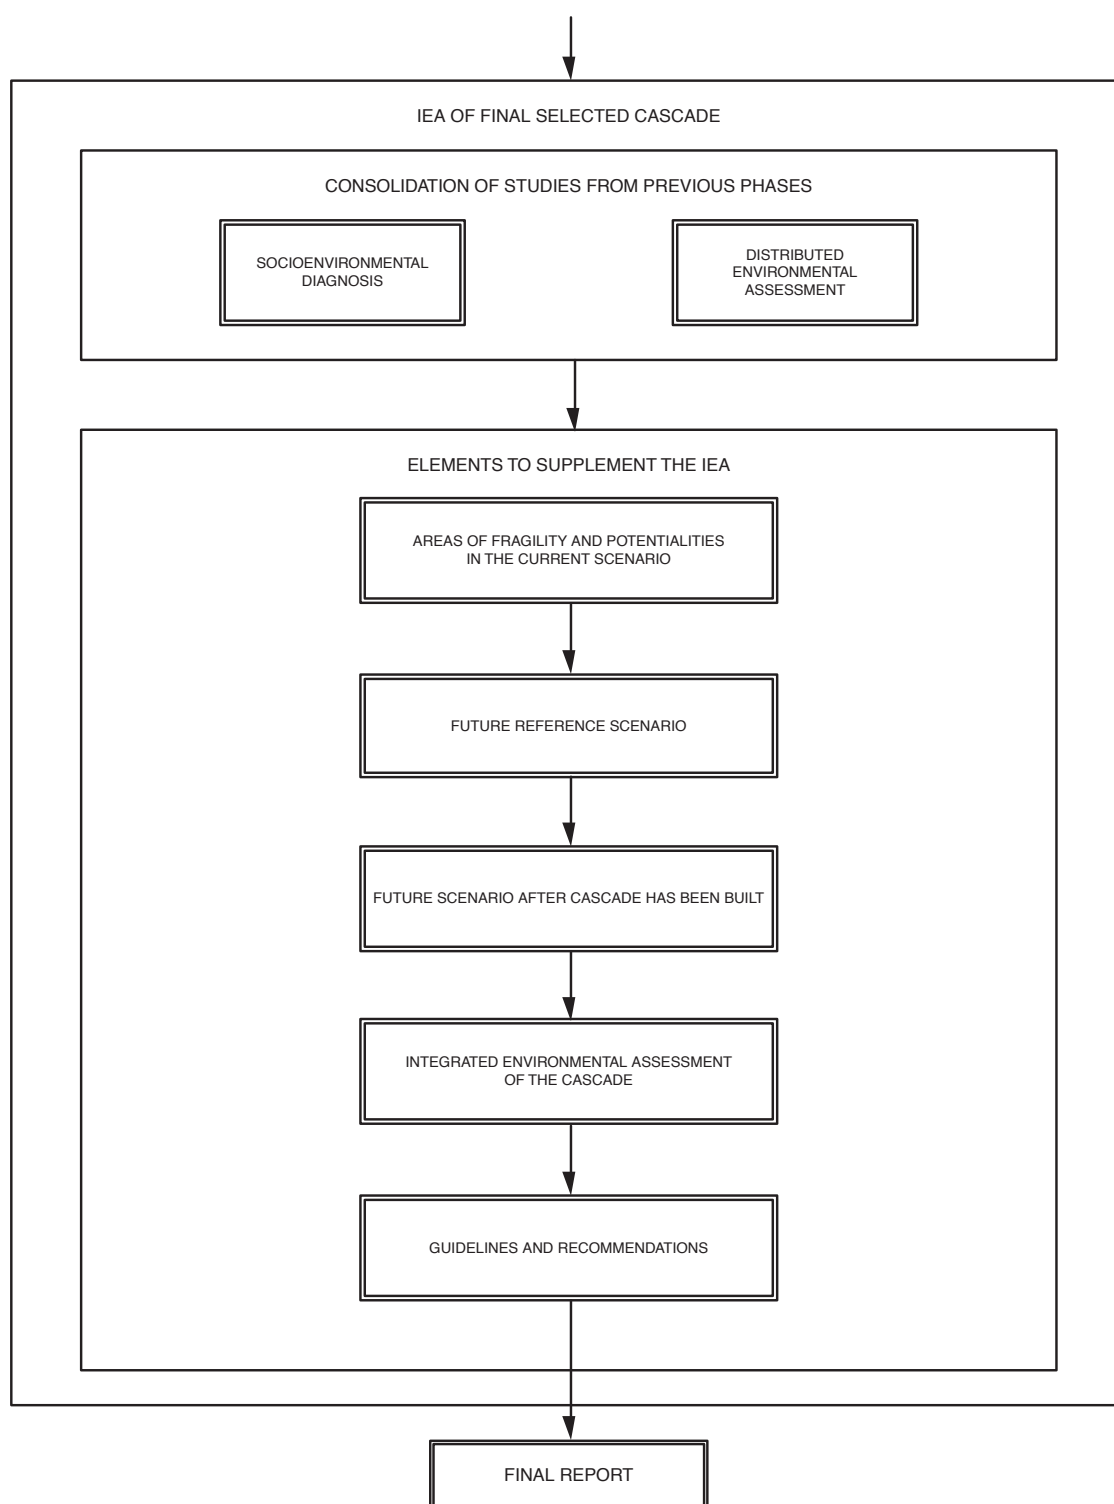 IEA OF FINAL SELECTED CASCADE
CONSOLIDATION OF STUDIES FROM PREVIOUS PHASES
SOCIOENVIRONMENTAL
DIAGNOSIS
DISTRIBUTED
ENVIRONMENTAL
ASSESSMENT
ELEMENTS TO SUPPLEMENT THE IEA
AREAS OF FRAGILITY AND POTENTIALITIES
IN THE CURRENT SCENARIO
FUTURE REFERENCE SCENARIO
FUTURE SCENARIO AFTER CASCADE HAS BEEN BUILT
INTEGRATED ENVIRONMENTAL ASSESSMENT
OF THE CASCADE
GUIDELINES AND RECOMMENDATIONS
FINAL REPORT